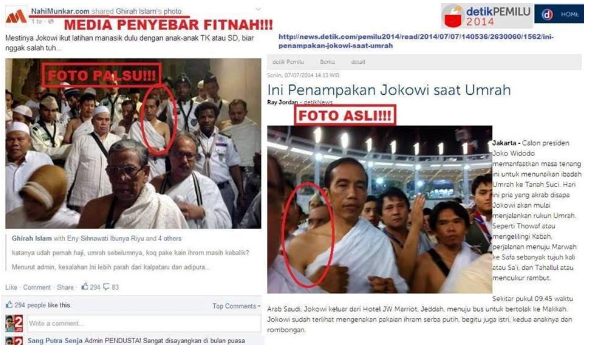 NahiMunkar.com shared Ghirah Islam's photo.
MEDIA PENYEBAR FITNAH!!!
Mestinya Jokowi ikut latihan manasik dulu dengan anak-anak TK atau SD, biar
nggak salah tuh...
FOTO PALSU!!!
Ghirah Islam with Eny Silmawati Ibunya Riyu and 4 others
katanya udah pernah haji, umrah sebelumnya, kog pake kain ihrom masih kebalik?
Menurut admin, kesalahan ini lebih parah dari kalpataru dan adipura...
Like · Comment · Share · 294 83
294 people like this.
Top Comments
Write a comment...
Sang Putra Senja Admin PENDUSTA! Sangat disayangkan di bulan puasa
detikPEMILU
2014
http://news.detik.com/pemilu2014/read/2014/07/07/140536/2630060/1562/ini-
penampakan-jokowi-saat-umrah
detik Pemilu Berita detail
Senin, 07/07/2014 14:13 WIB
Ini Penampakan Jokowi saat Umrah
Ray Jordan - detikNews
FOTO ASLI!!!
Jakarta - Calon presiden
Joko Widodo
memanfaatkan masa tenang
ini untuk menunaikan ibadah
Umrah ke Tanah Suci. Hari
ini pria yang akrab disapa
Jokowi akan mulai
menjalankan rukun Umrah.
Seperti Thowaf atau
mengelilingi Kabah,
perjalanan menuju Marwah
ke Safa sebanyak tujuh kali
atau Sa'i, dan Tahallul atau
mencukur rambut.
Sekitar pukul 09.45 waktu
Arab Saudi, Jokowi keluar dari Hotel JW Marriot, Jeddah, menuju bus untuk bertolak ke Makkah.
Jokowi sudah terlihat mengenakan pakaian ihram serba putih, begitu juga istri, kedua anaknya dan
rombongan.